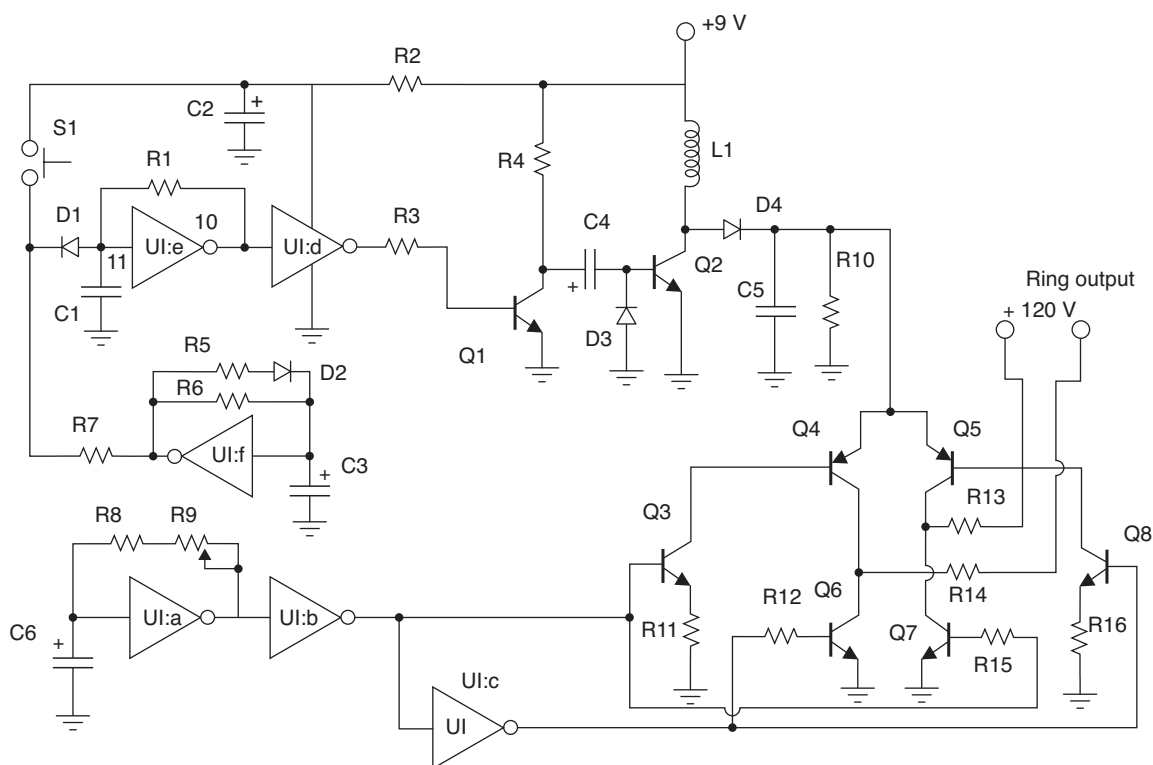 +9 V
R2
C2
+
S1
R4
L1
R1
D1
10
R3
C4
D4
UI:e
UI:d
11
+
Q2
R10
Ring output
C1
C5
+ 120 V
D3
R5
Q1
D2
R6
R7
Q4
Q5
UI:f
+
C3
R13
R8
R9
Q3
Q8
Q6
R14
R12
UI:a
UI:b
C6
+
R11
Q7
R16
R15
UI:c
UI